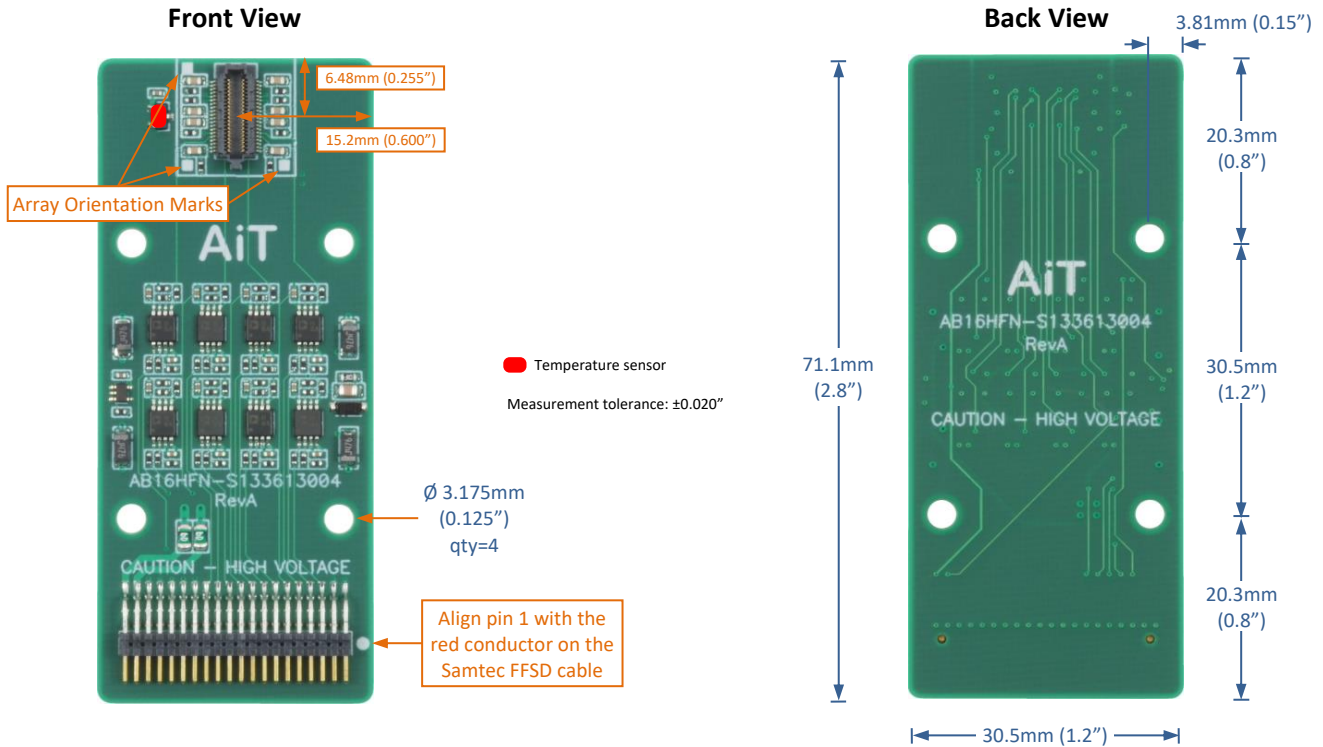 Front View
Back View
3.81mm (0.15”)
6.48mm (0.255”)
15.2mm (0.600”)
Array Orientation Marks
AiT
AB16HFN-S133613004
RevA
CAUTION - HIGH VOLTAGE
Temperature sensor
Measurement tolerance: ±0.020”
Ø 3.175mm
(0.125”)
qty=4
Align pin 1 with the
red conductor on the
Samtec FFSD cable
71.1mm
(2.8”)
AiT
AB16HFN-S133613004
RevA
CAUTION - HIGH VOLTAGE
20.3mm
(0.8”)
30.5mm
(1.2”)
20.3mm
(0.8”)
30.5mm (1.2”)